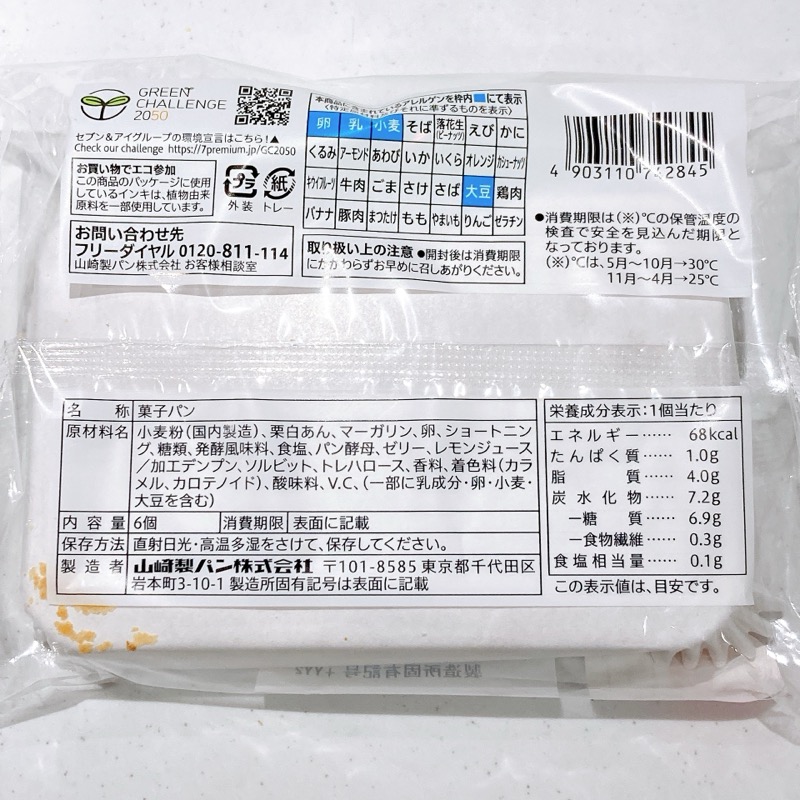 GREEN
CHALLENGE
2050
セブン&アイグループの環境宣言はこちら!▲
Check our challenge https://7premium.jp/GC2050
お買い物でエコ参加
この商品のパッケージに使用
しているインキは、植物由来
原料を一部使用しています。
プラ 紙
外装 トレー
お問い合わせ先
フリーダイヤル 0120-811-114
山崎製パン株式会社 お客様相談室
本商品に含まれているアレルゲンを枠内■にて表示
卵 乳 小麦 そば 落花生(ピーナッツ) えび かに
くるみ アーモンド あわび いか いくら オレンジ カシューナッツ
キウイフルーツ 牛肉 ごま さけ さば 大豆 鶏肉
バナナ 豚肉 まつたけ もも やまいも りんご ゼラチン
取り扱い上の注意 ●開封後は消費期限
にかかわらずお早めに召しあがりください。
4 903110 742845
●消費期限は(※)℃の保管温度の
検査で安全を見込んだ期限と
なっております。
(※)℃は、5月〜10月→30℃
11月〜4月→25℃
名 称 菓子パン
原材料名 小麦粉(国内製造)、栗白あん、マーガリン、卵、ショートニン
グ、糖類、発酵風味料、食塩、パン酵母、ゼリー、レモンジュース
/加工デンプン、ソルビット、トレハロース、香料、着色料(カラ
メル、カロテノイド)、酸味料、V.C、(一部に乳成分・卵・小麦・
大豆を含む)
内 容 量 6個 消費期限 表面に記載
保存方法 直射日光・高温多湿をさけて、保存してください。
製 造 者 山崎製パン株式会社 〒101-8585 東京都千代田区
岩本町3-10-1 製造所固有記号は表面に記載
栄養成分表示:1個当たり
エネルギー…… 68kcal
たんぱく質…… 1.0g
脂 質…… 4.0g
炭水化物…… 7.2g
—糖 質…… 6.9g
—食物繊維…… 0.3g
食塩相当量…… 0.1g
この表示値は、目安です。